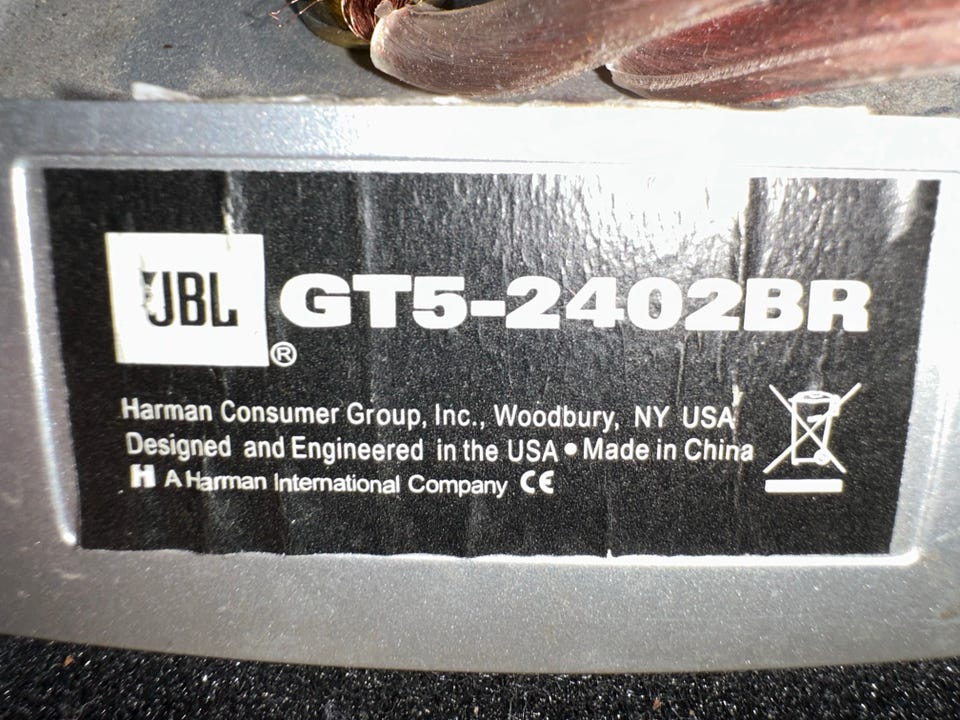 JBL® GT5-2402BR
Harman Consumer Group, Inc., Woodbury, NY USA
Designed and Engineered in the USA • Made in China
H A Harman International Company CE